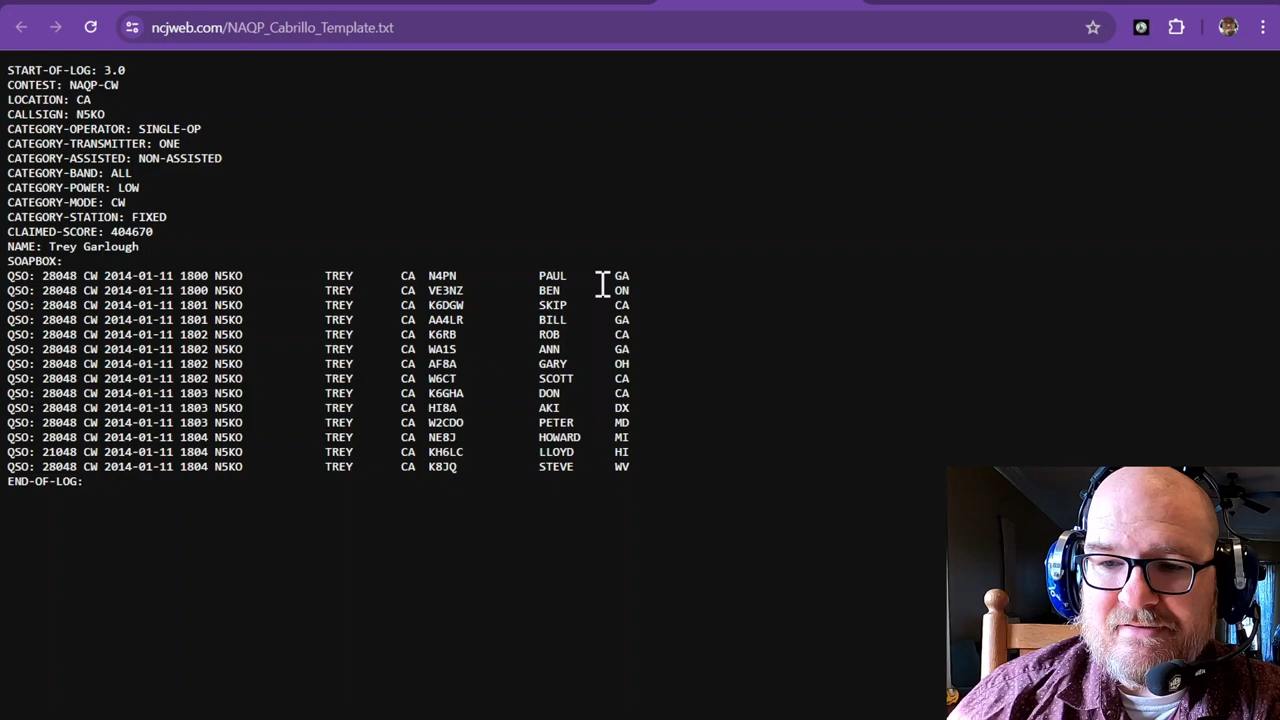 ncjweb.com/NAQP_Cabrillo_Template.txt
START-OF-LOG: 3.0
CONTEST: NAQP-CW
LOCATION: CA
CALLSIGN: N5KO
CATEGORY-OPERATOR: SINGLE-OP
CATEGORY-TRANSMITTER: ONE
CATEGORY-ASSISTED: NON-ASSISTED
CATEGORY-BAND: ALL
CATEGORY-POWER: LOW
CATEGORY-MODE: CW
CATEGORY-STATION: FIXED
CLAIMED-SCORE: 404670
NAME: Trey Garlough
SOAPBOX:
QSO: 28048 CW 2014-01-11 1800 N5KO TREY CA N4PN PAUL GA
QSO: 28048 CW 2014-01-11 1800 N5KO TREY CA VE3NZ BEN ON
QSO: 28048 CW 2014-01-11 1801 N5KO TREY CA K6DGW SKIP CA
QSO: 28048 CW 2014-01-11 1801 N5KO TREY CA AA4LR BILL GA
QSO: 28048 CW 2014-01-11 1802 N5KO TREY CA K6RB ROB CA
QSO: 28048 CW 2014-01-11 1802 N5KO TREY CA WA1S ANN GA
QSO: 28048 CW 2014-01-11 1802 N5KO TREY CA AF8A GARY OH
QSO: 28048 CW 2014-01-11 1802 N5KO TREY CA W6CT SCOTT CA
QSO: 28048 CW 2014-01-11 1803 N5KO TREY CA K6GHA DON CA
QSO: 28048 CW 2014-01-11 1803 N5KO TREY CA HI8A AKI DX
QSO: 28048 CW 2014-01-11 1803 N5KO TREY CA W2CDO PETER MD
QSO: 28048 CW 2014-01-11 1804 N5KO TREY CA NE8J HOWARD MI
QSO: 21048 CW 2014-01-11 1804 N5KO TREY CA KH6LC LLOYD HI
QSO: 28048 CW 2014-01-11 1804 N5KO TREY CA K8JQ STEVE WV
END-OF-LOG: